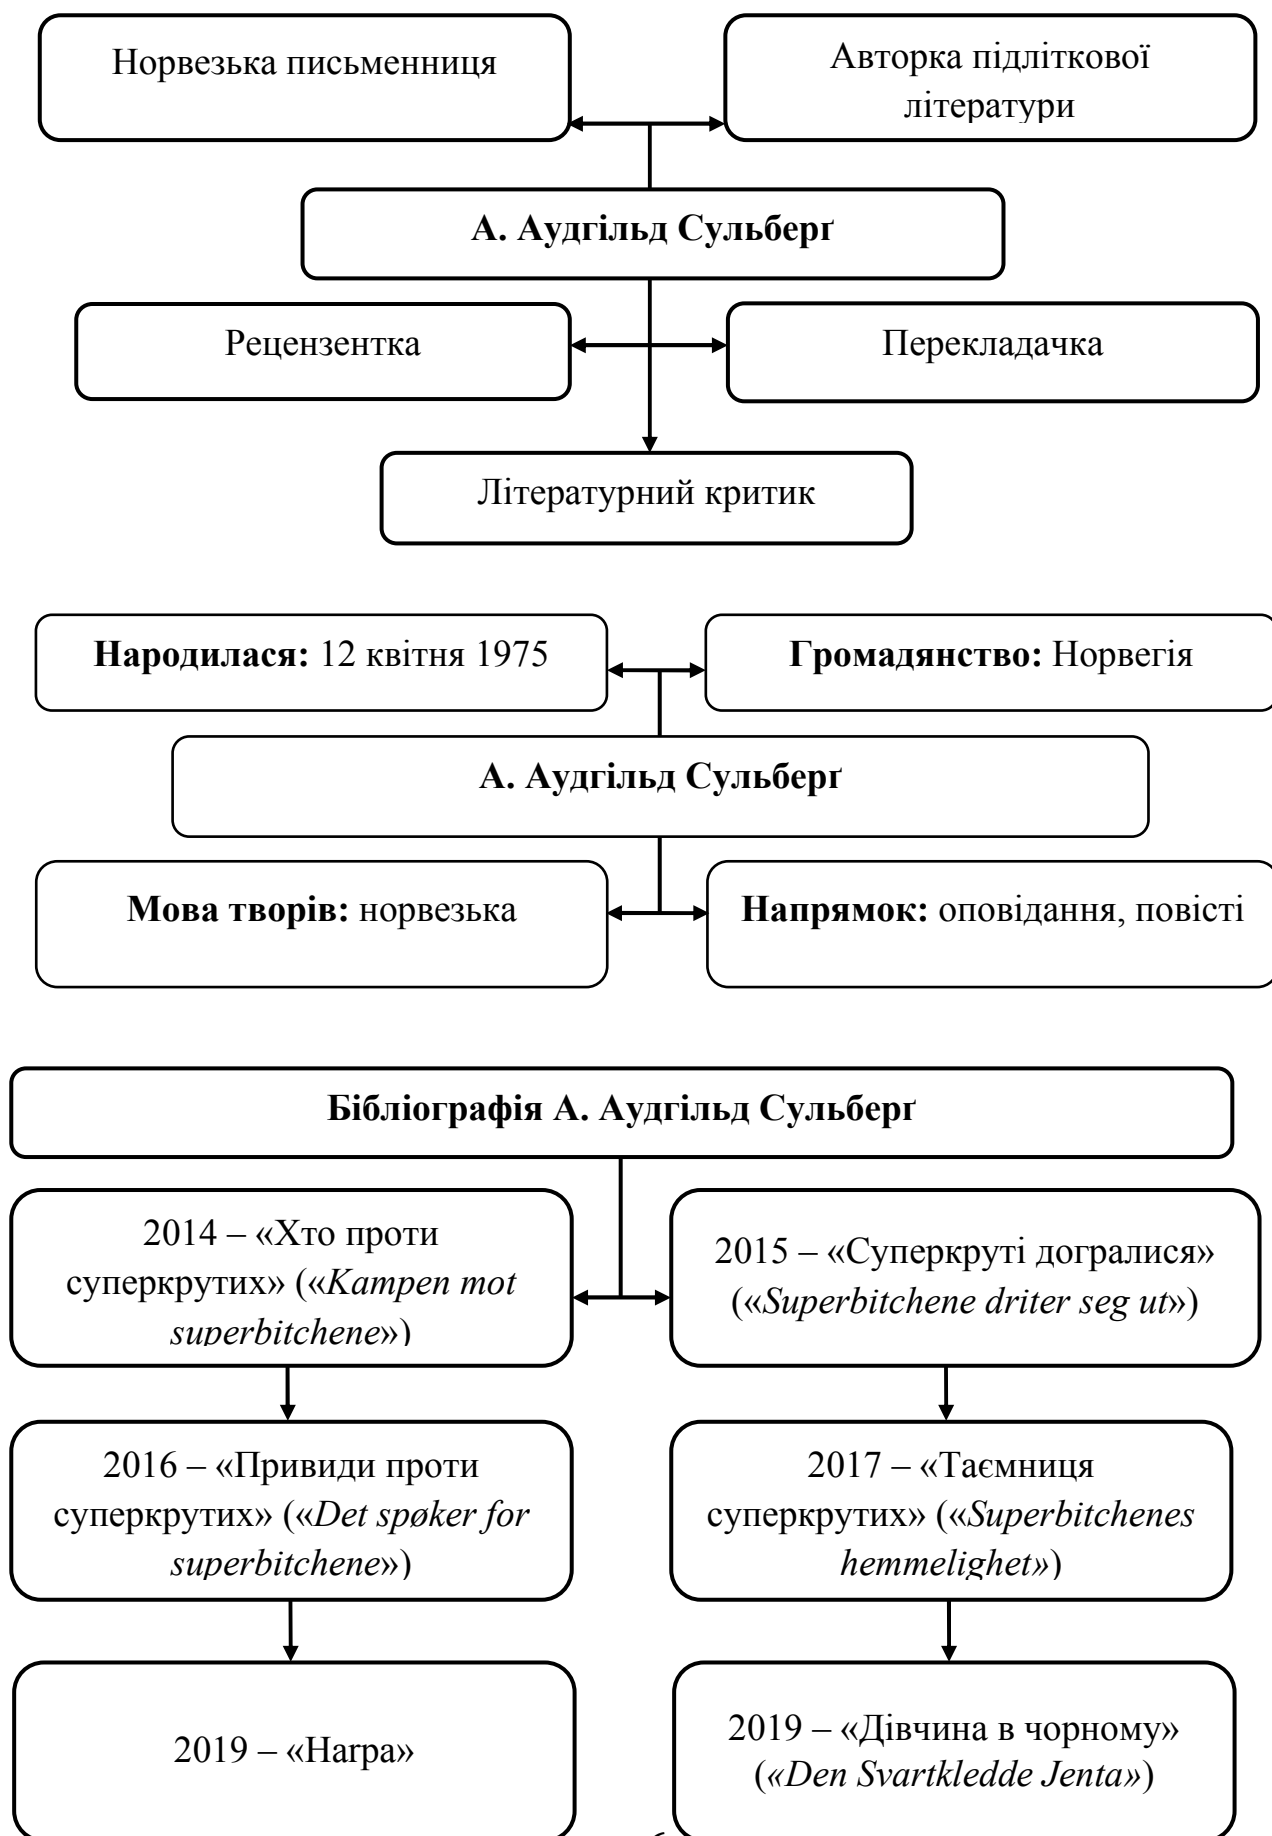 Норвезька письменниця
Авторка підліткової
літератури
А. Аудгільд Сульберґ
Рецензентка
Перекладачка
Літературний критик
Народилася: 12 квітня 1975
Громадянство: Норвегія
А. Аудгільд Сульберґ
Мова творів: норвезька
Напрямок: оповідання, повісті
Бібліографія А. Аудгільд Сульберґ
2014 – «Хто проти
суперкрутих» («Kampen mot
superbitchene»)
2015 – «Суперкруті догралися»
(«Superbitchene driter seg ut»)
2016 – «Привиди проти
суперкрутих» («Det spøker for
superbitchene»)
2017 – «Таємниця
суперкрутих» («Superbitchenes
hemmelighet»)
2019 – «Harpa»
2019 – «Дівчина в чорному»
(«Den Svartkledde Jenta»)